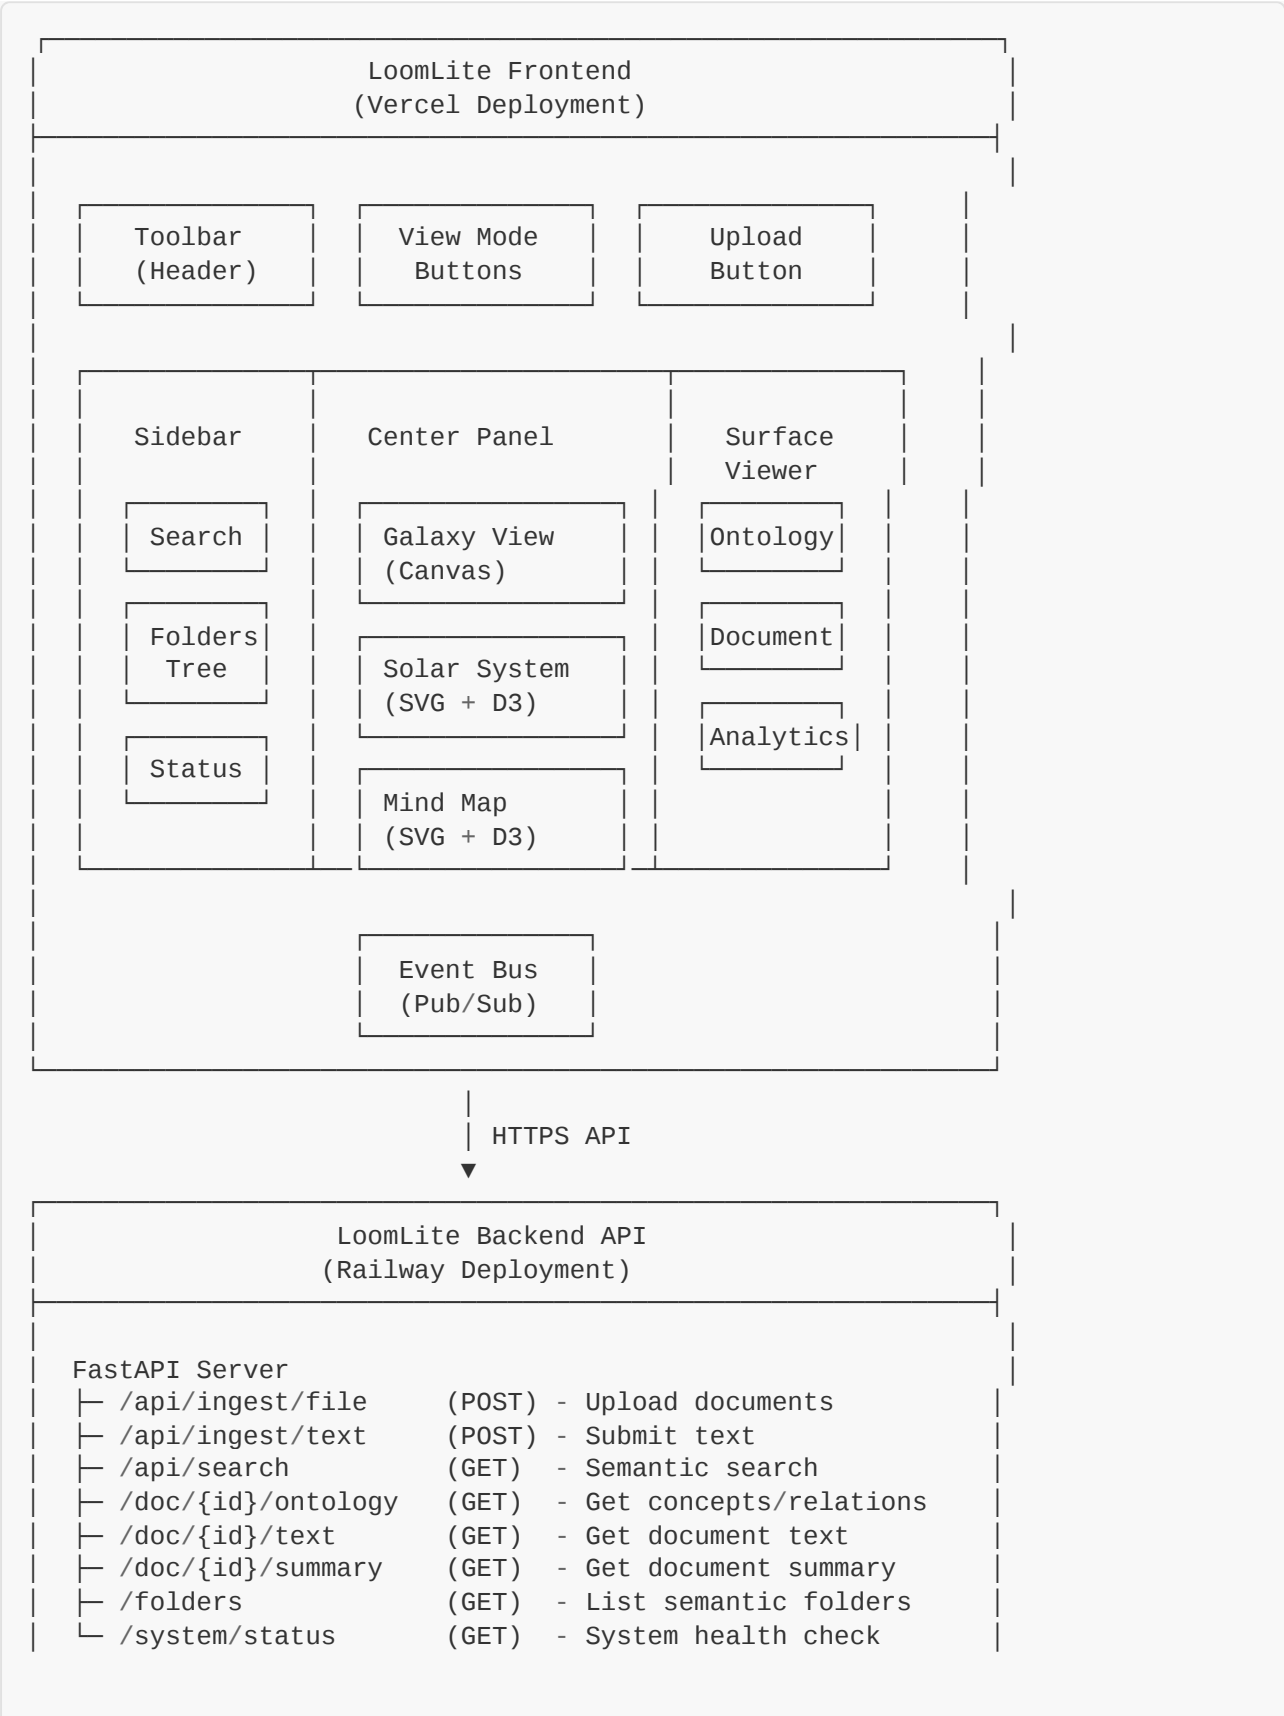 LoomLite Frontend
(Vercel Deployment)
Toolbar View Mode Upload
(Header) Buttons Button
Sidebar Center Panel Surface
Viewer
Search Galaxy View Ontology
(Canvas)
Folders Document
Tree Solar System
(SVG + D3)
Analytics
Status
Mind Map
(SVG + D3)
Event Bus
(Pub/Sub)
HTTPS API
▼
LoomLite Backend API
(Railway Deployment)
FastAPI Server
├─ /api/ingest/file (POST) - Upload documents
├─ /api/ingest/text (POST) - Submit text
├─ /api/search (GET) - Semantic search
├─ /doc/{id}/ontology (GET) - Get concepts/relations
├─ /doc/{id}/text (GET) - Get document text
├─ /doc/{id}/summary (GET) - Get document summary
├─ /folders (GET) - List semantic folders
└─ /system/status (GET) - System health check